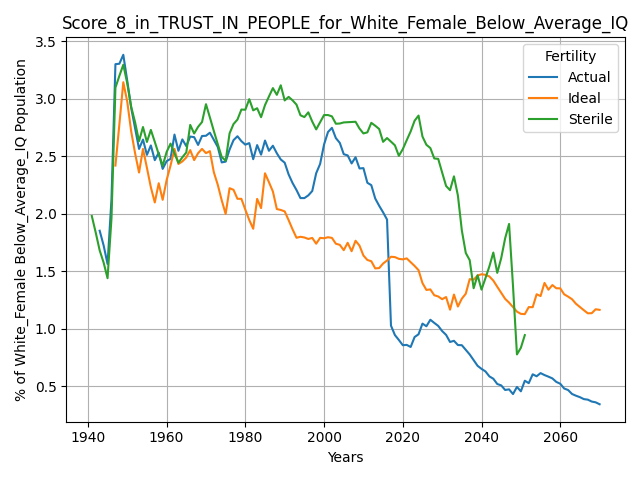 Score_8_in_TRUST_IN_PEOPLE_for_White_Female_Below_Average_IQ
Fertility
Actual
Ideal
Sterile
% of White_Female Below_Average_IQ Population
3.5
3.0
2.5
2.0
1.5
1.0
0.5
1940
1960
1980
2000
2020
2040
2060
Years